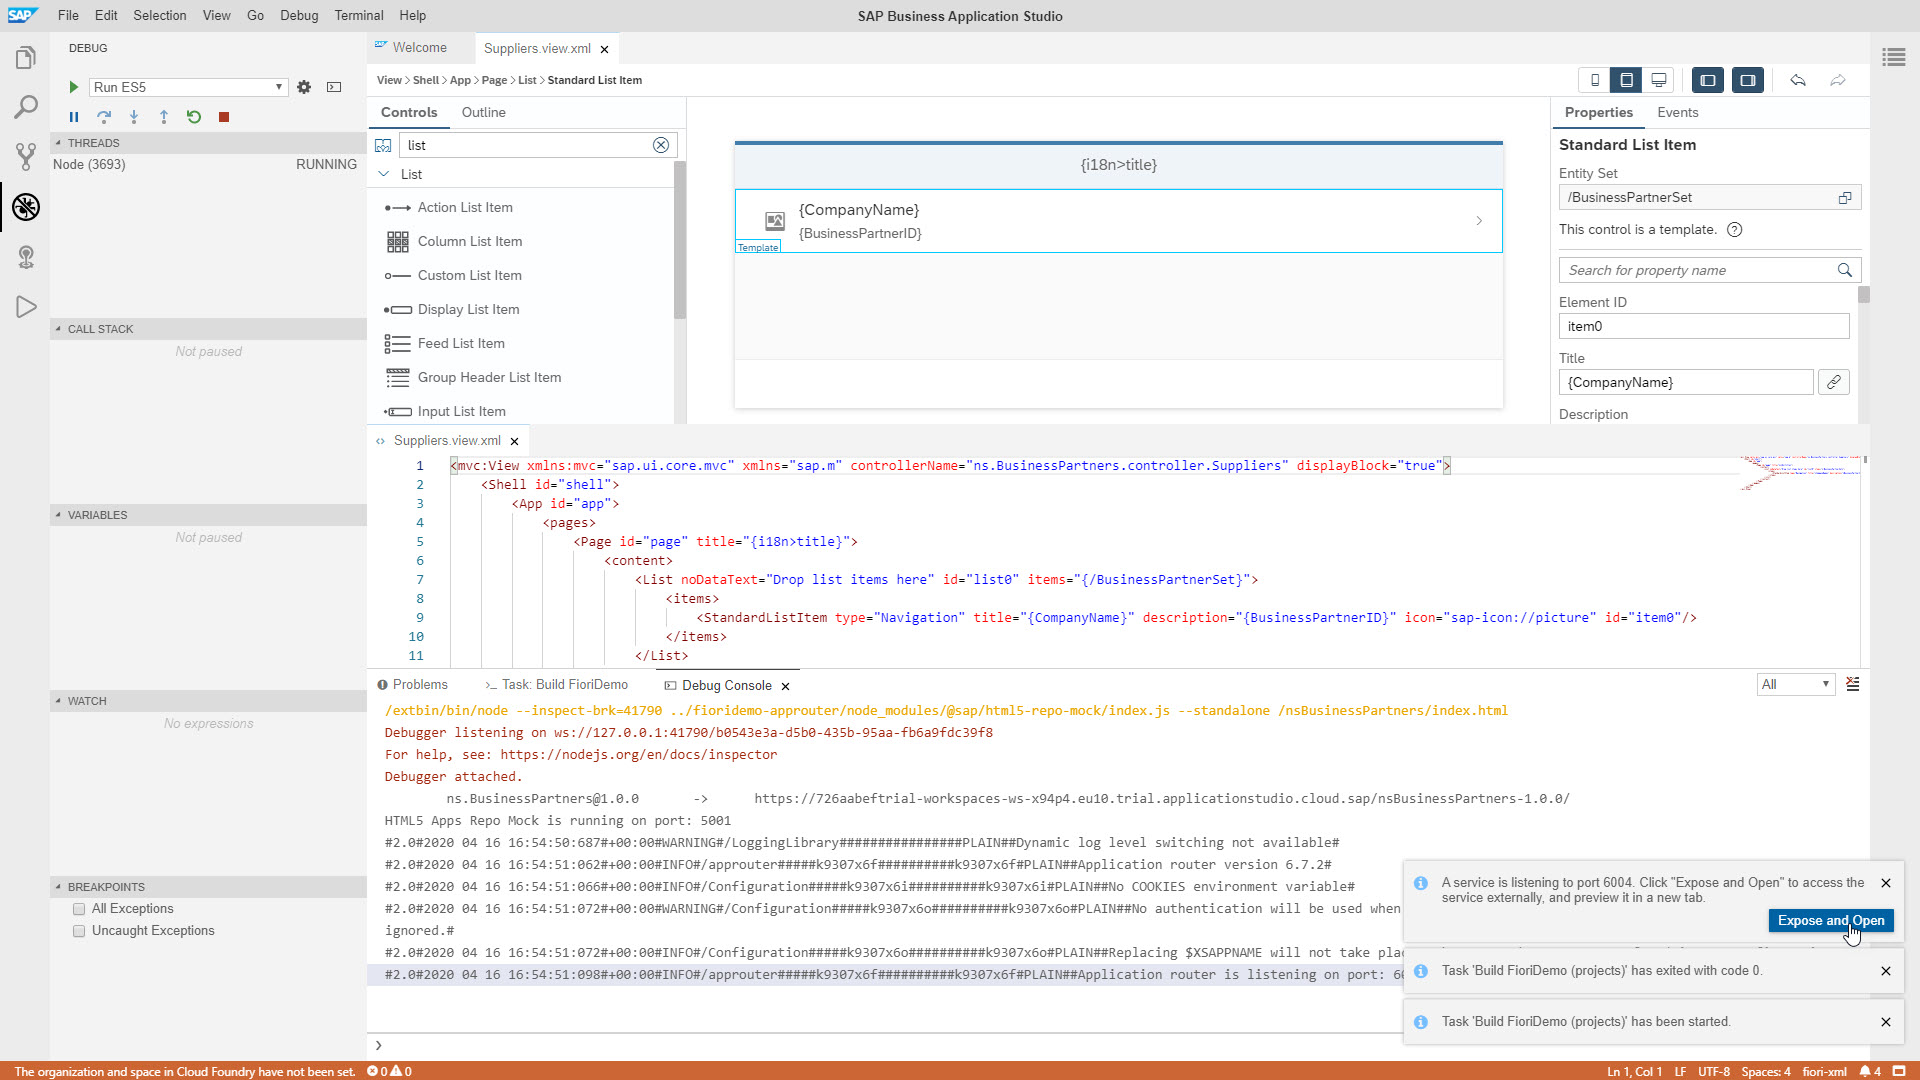 SAP File Edit Selection View Go Debug Terminal Help SAP Business Application Studio
DEBUG
Run ES5
THREADS
Node (3693) RUNNING
CALL STACK
Not paused
VARIABLES
Not paused
WATCH
No expressions
BREAKPOINTS
All Exceptions
Uncaught Exceptions
Welcome Suppliers.view.xml
View > Shell > App > Page > List > Standard List Item
Controls Outline
list
List
Action List Item
Column List Item
Custom List Item
Display List Item
Feed List Item
Group Header List Item
Input List Item
{i18n>title}
{CompanyName}
{BusinessPartnerID}
Template
Properties Events
Standard List Item
Entity Set
/BusinessPartnerSet
This control is a template.
Search for property name
Element ID
item0
Title
{CompanyName}
Description
Suppliers.view.xml
1 <mvc:View xmlns:mvc="sap.ui.core.mvc" xmlns="sap.m" controllerName="ns.BusinessPartners.controller.Suppliers" displayBlock="true">
2 <Shell id="shell">
3 <App id="app">
4 <pages>
5 <Page id="page" title="{i18n>title}">
6 <content>
7 <List noDataText="Drop list items here" id="list0" items="{/BusinessPartnerSet}">
8 <items>
9 <StandardListItem type="Navigation" title="{CompanyName}" description="{BusinessPartnerID}" icon="sap-icon://picture" id="item0"/>
10 </items>
11 </List>
Problems >_ Task: Build FioriDemo Debug Console All
/extbin/bin/node --inspect-brk=41790 ../fioridemo-approuter/node_modules/@sap/html5-repo-mock/index.js --standalone /nsBusinessPartners/index.html
Debugger listening on ws://127.0.0.1:41790/b0543e3a-d5b0-435b-95aa-fb6a9fdc39f8
For help, see: https://nodejs.org/en/docs/inspector
Debugger attached.
ns.BusinessPartners@1.0.0 -> https://726aabeftrial-workspaces-ws-x94p4.eu10.trial.applicationstudio.cloud.sap/nsBusinessPartners-1.0.0/
HTML5 Apps Repo Mock is running on port: 5001
#2.0#2020 04 16 16:54:50:687#+00:00#WARNING#/LoggingLibrary################PLAIN##Dynamic log level switching not available#
#2.0#2020 04 16 16:54:51:062#+00:00#INFO#/approuter#####k9307x6f##########k9307x6f#PLAIN##Application router version 6.7.2#
#2.0#2020 04 16 16:54:51:066#+00:00#INFO#/Configuration#####k9307x6i##########k9307x6i#PLAIN##No COOKIES environment variable#
#2.0#2020 04 16 16:54:51:072#+00:00#WARNING#/Configuration#####k9307x6o##########k9307x6o#PLAIN##No authentication will be used when
ignored.#
#2.0#2020 04 16 16:54:51:072#+00:00#INFO#/Configuration#####k9307x6o##########k9307x6o#PLAIN##Replacing $XSAPPNAME will not take plac
#2.0#2020 04 16 16:54:51:098#+00:00#INFO#/approuter#####k9307x6f##########k9307x6f#PLAIN##Application router is listening on port: 60
A service is listening to port 6004. Click "Expose and Open" to access the
service externally, and preview it in a new tab.
Expose and Open
Task 'Build FioriDemo (projects)' has exited with code 0.
Task 'Build FioriDemo (projects)' has been started.
The organization and space in Cloud Foundry have not been set. 0 0 Ln 1, Col 1 LF UTF-8 Spaces: 4 fiori-xml 4